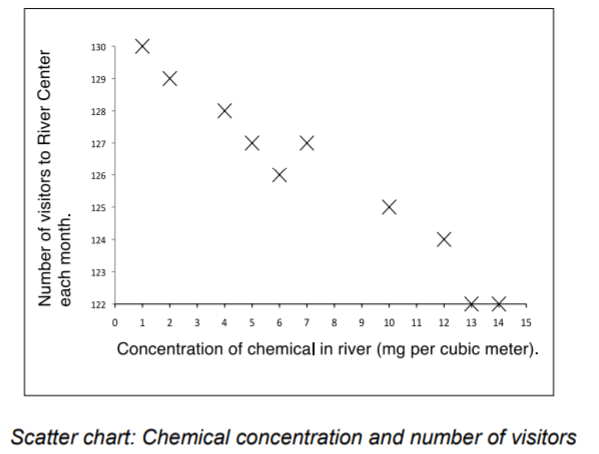 Number of visitors to River Center
each month.
130
129
128
127
126
125
124
123
122
0 1 2 3 4 5 6 7 8 9 10 11 12 13 14 15
Concentration of chemical in river (mg per cubic meter).
Scatter chart: Chemical concentration and number of visitors